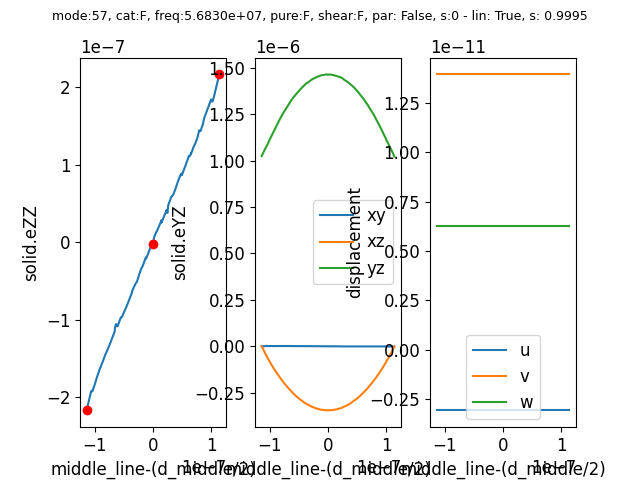 mode:57, cat:F, freq:5.6830e+07, pure:F, shear:F, par: False, s:0 - lin: True, s: 0.9995
1e−7
2
1
0
−1
−2
solid.eZZ
−1
0
1
middle_line-(d_middle/2)
1e−7
1e−6
1.50
1.25
1.00
0.75
0.50
0.25
0.00
−0.25
solid.eYZ
xy
xz
yz
−1
0
1
middle_line-(d_middle/2)
1e−7
1e−11
1.25
1.00
0.75
0.50
0.25
0.00
−0.25
displacement
u
v
w
−1
0
1
middle_line-(d_middle/2)
1e−7